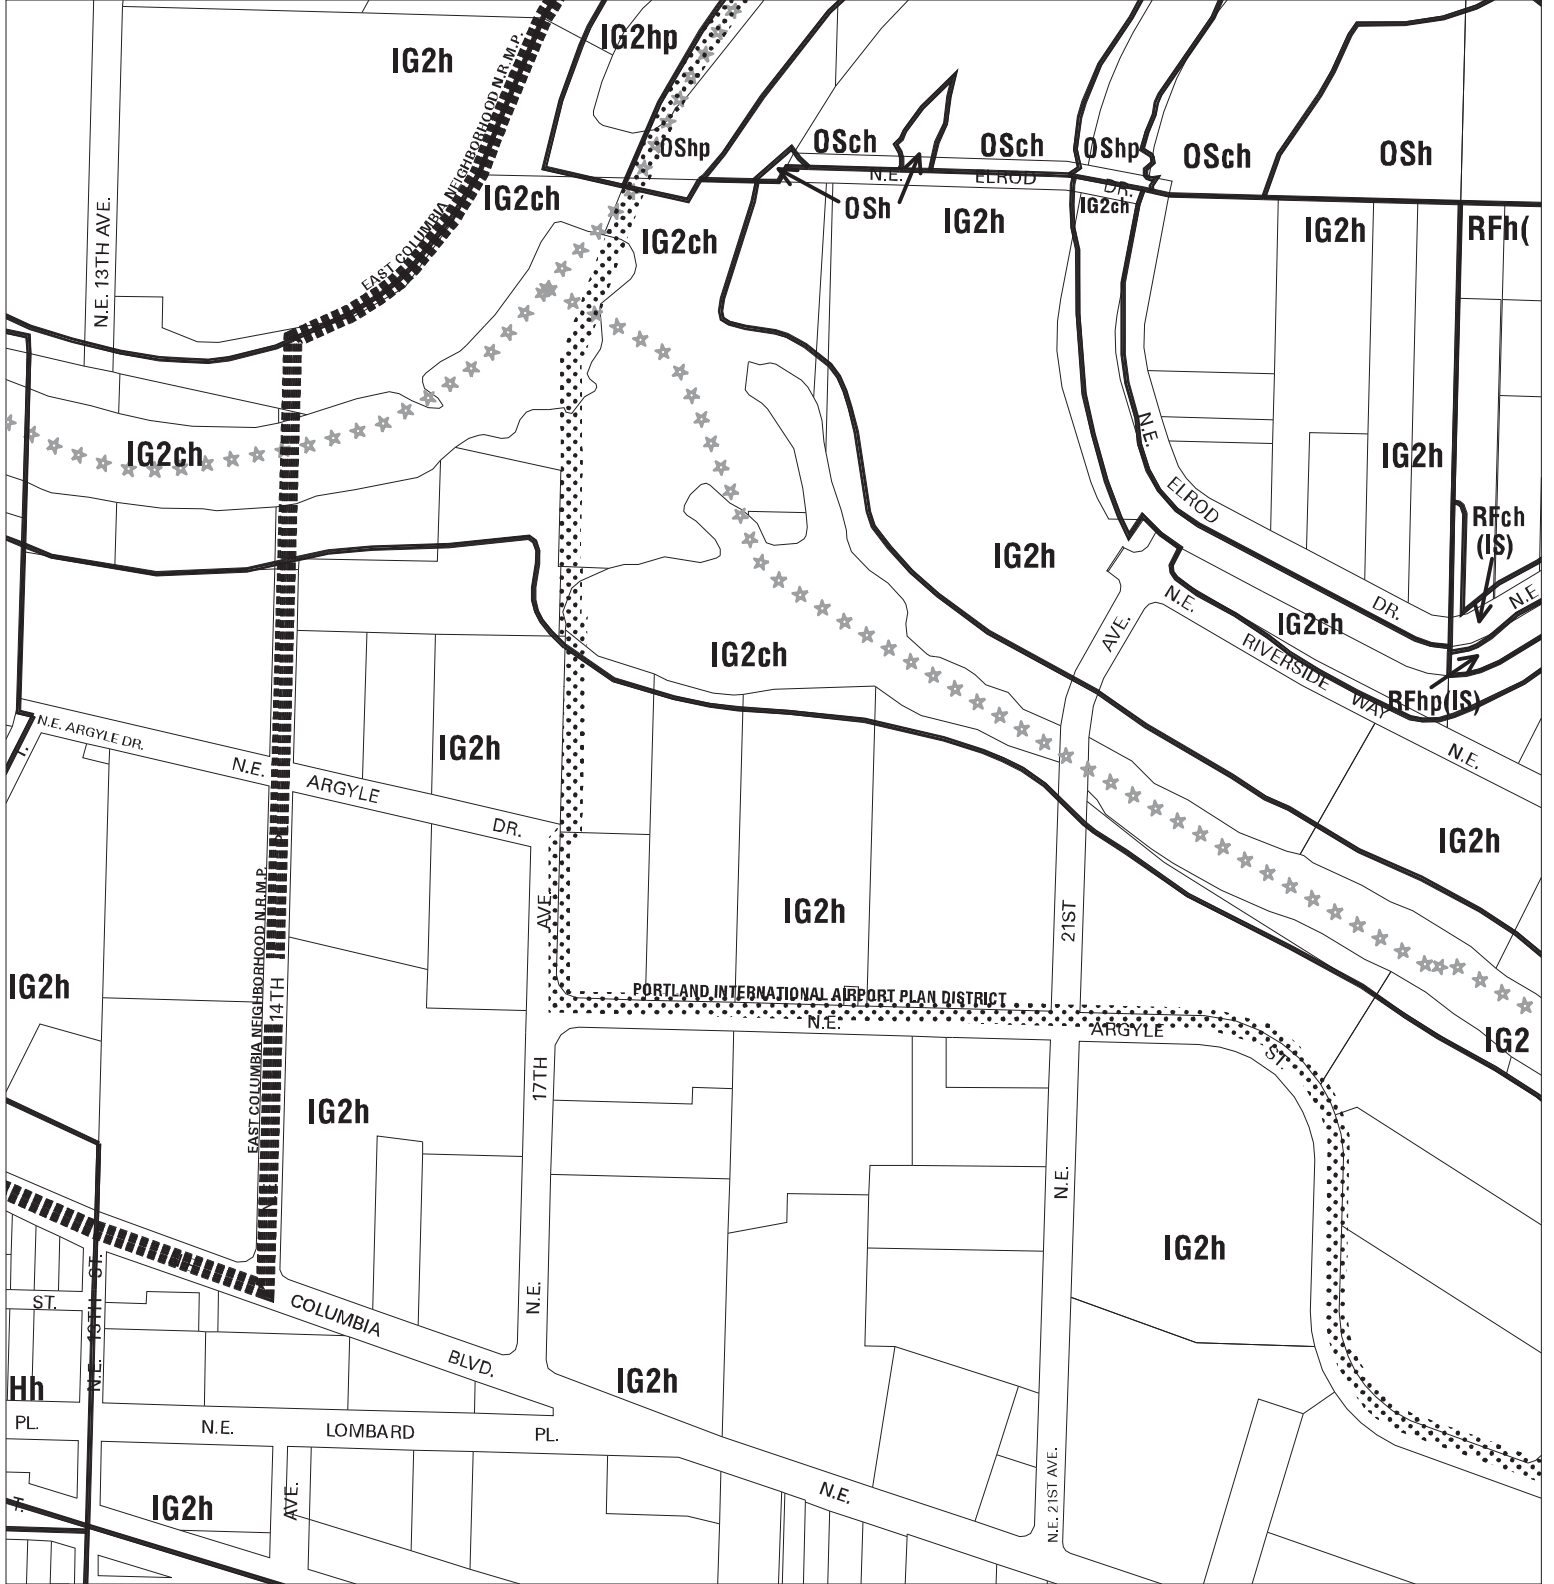 IG2hp
IG2h
EAST COLUMBIA NEIGHBORHOOD N.R.M.P.
N.E. 13TH AVE.
OShp
OSch
OSch
OShp
OSch
OSh
N.E. ELROD DR.
IG2ch
OSh
IG2h
IG2ch
IG2ch
IG2h
RFh(
N.E. ELROD DR.
IG2ch
IG2h
RFch
(IS)
IG2h
N.E.
N.E. RIVERSIDE WAY
IG2ch
AVE.
IG2ch
RFhp(IS)
N.E. ARGYLE DR.
T.
IG2h
N.E.
N.E. ARGYLE DR.
IG2h
EAST COLUMBIA NEIGHBORHOOD N.R.M.P.
AVE.
IG2h
21ST
IG2h
14TH
PORTLAND INTERNATIONAL AIRPORT PLAN DISTRICT
N.E. ARGYLE ST.
IG2
17TH
IG2h
N.E.
N.E.
IG2h
N.E. 13TH ST.
ST.
N.E.
COLUMBIA BLVD.
Hh
IG2h
PL.
N.E. LOMBARD PL.
N.E.
N.E. 21ST AVE.
IG2h
AVE.